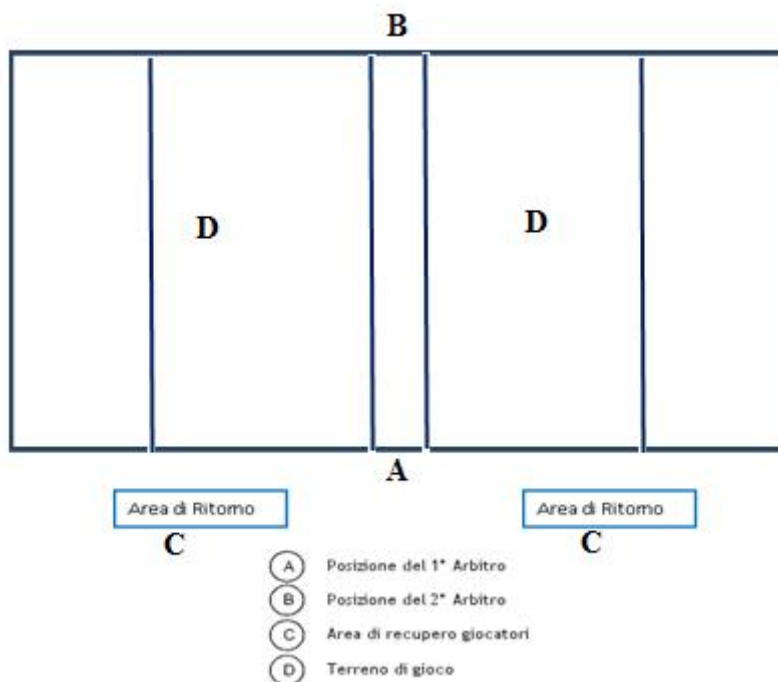 B
D D
A
Area di Ritorno Area di Ritorno
C C
A Posizione del 1° Arbitro
B Posizione del 2° Arbitro
C Area di recupero giocatori
D Terreno di gioco